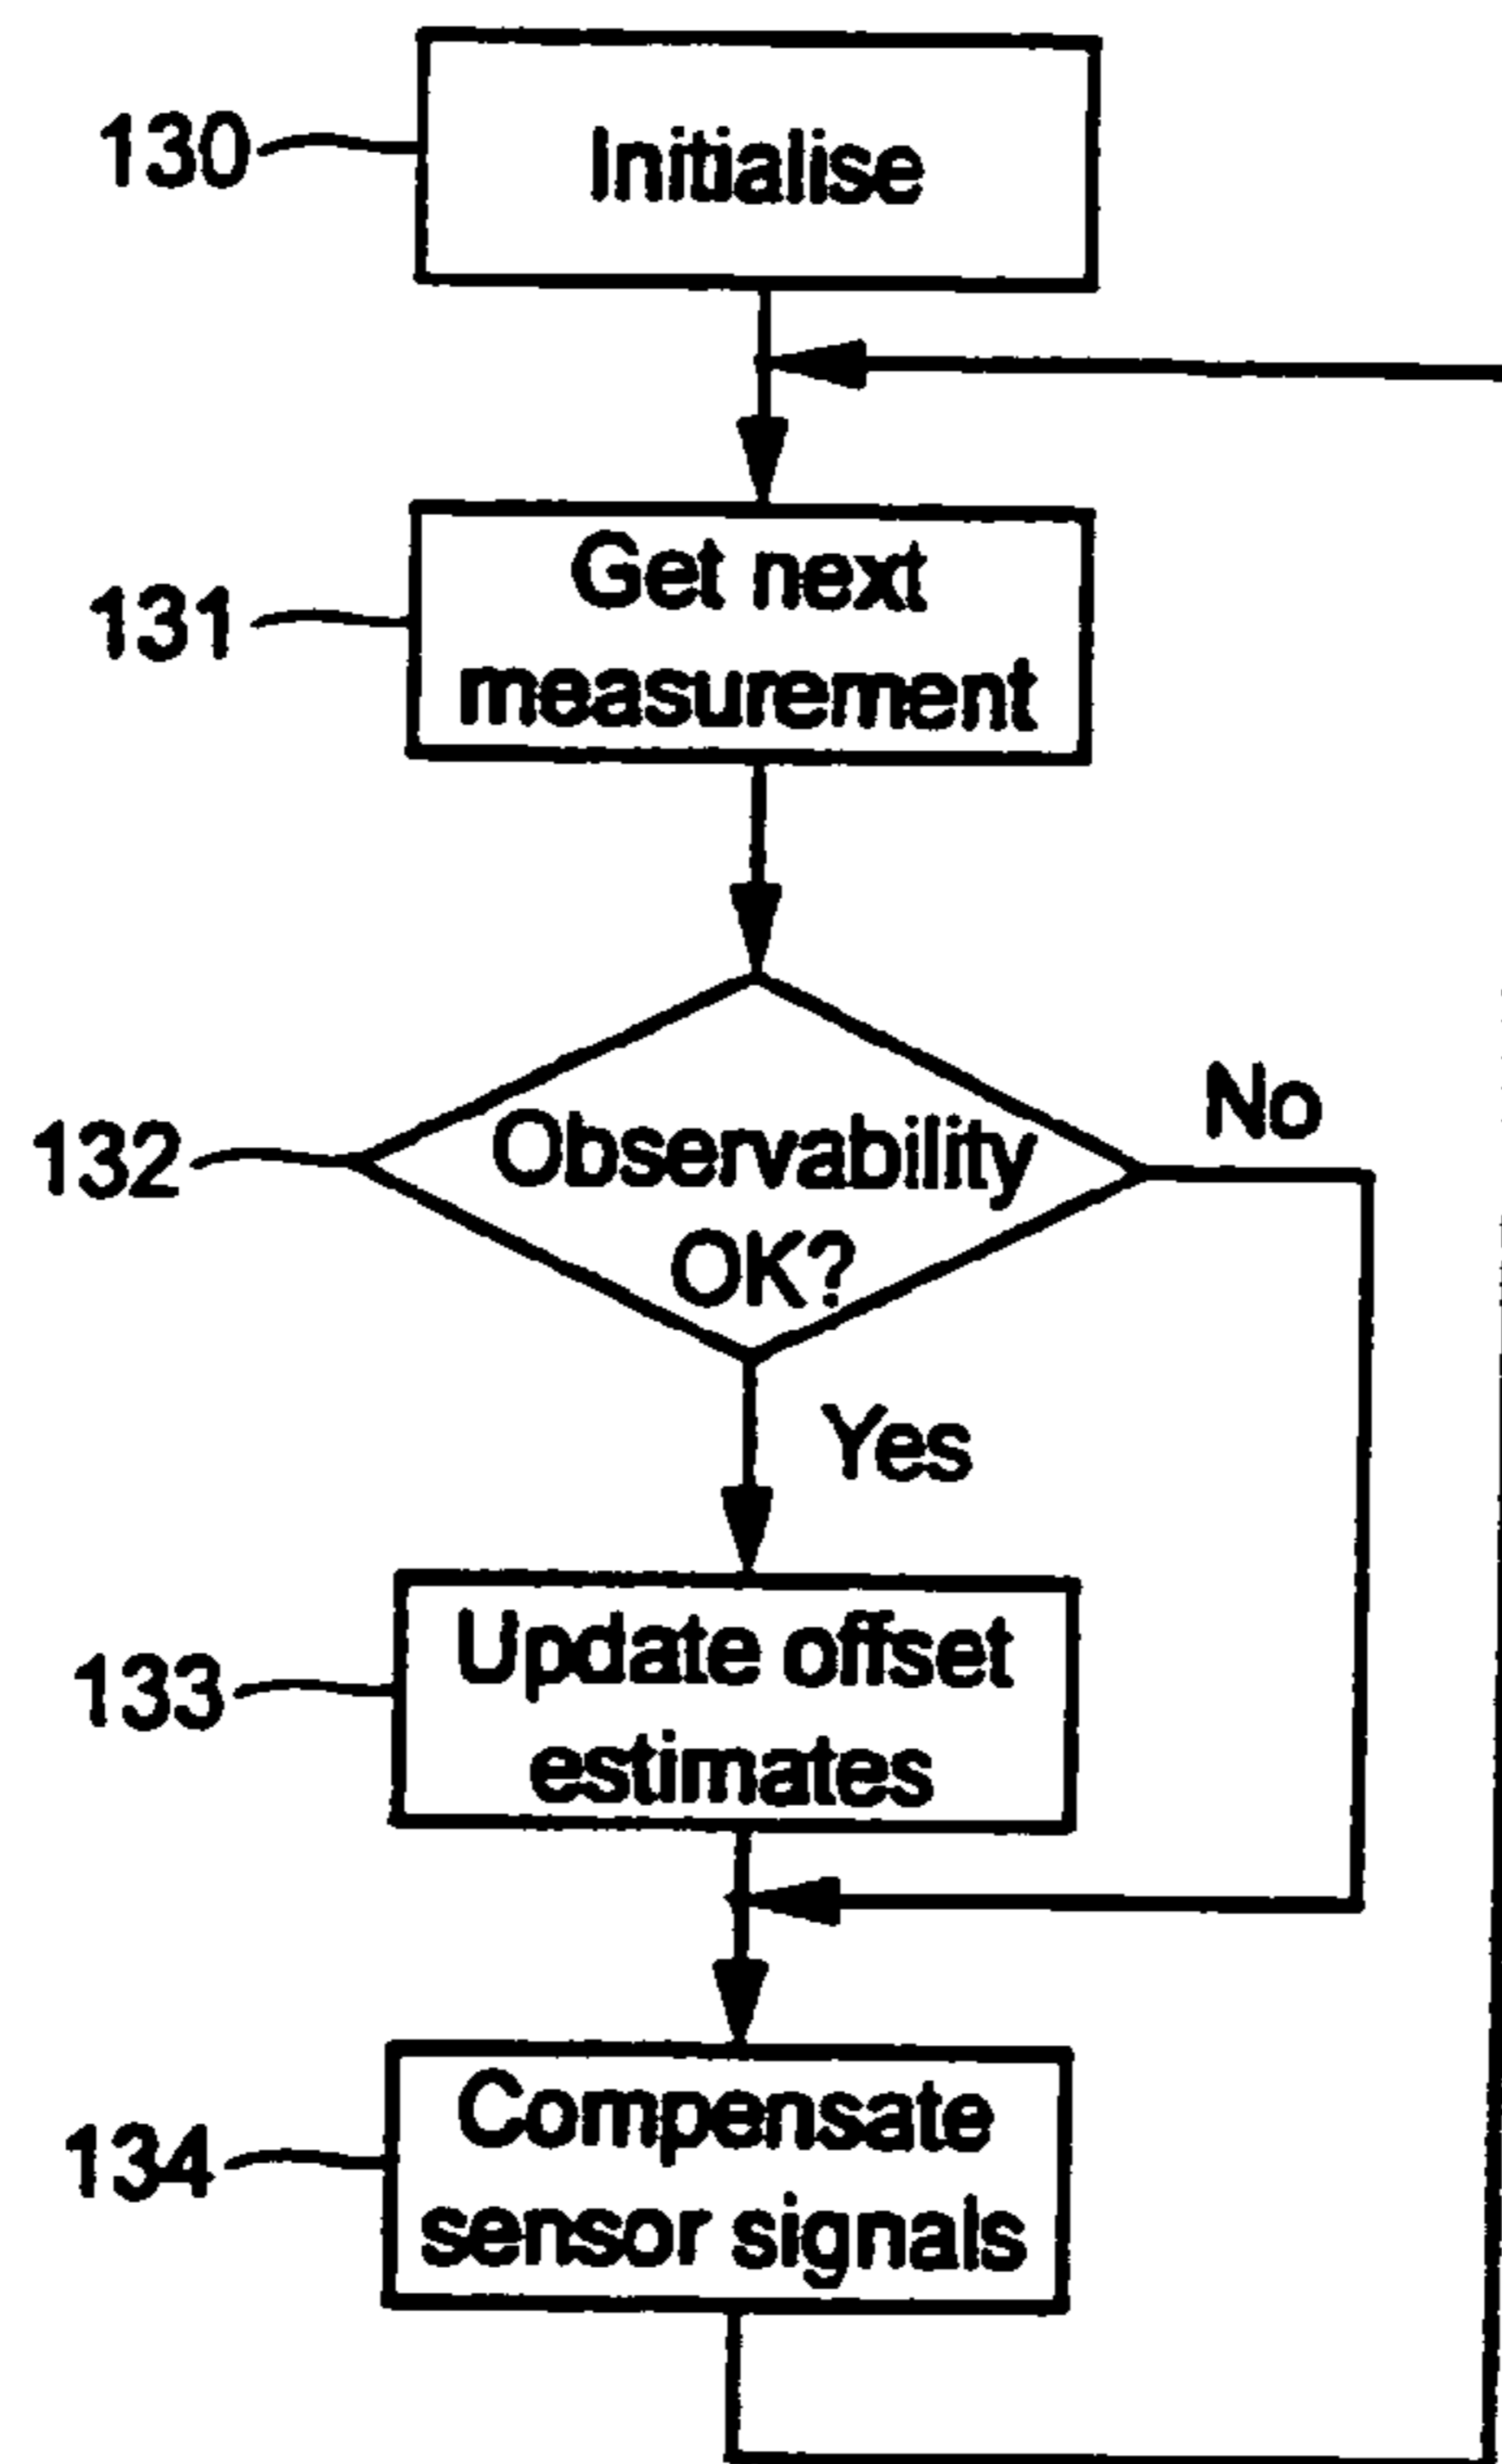 130
Initialise
131
Get next
measurement
132
Observability
OK?
No
Yes
133
Update offset
estimates
134
Compensate
sensor signals